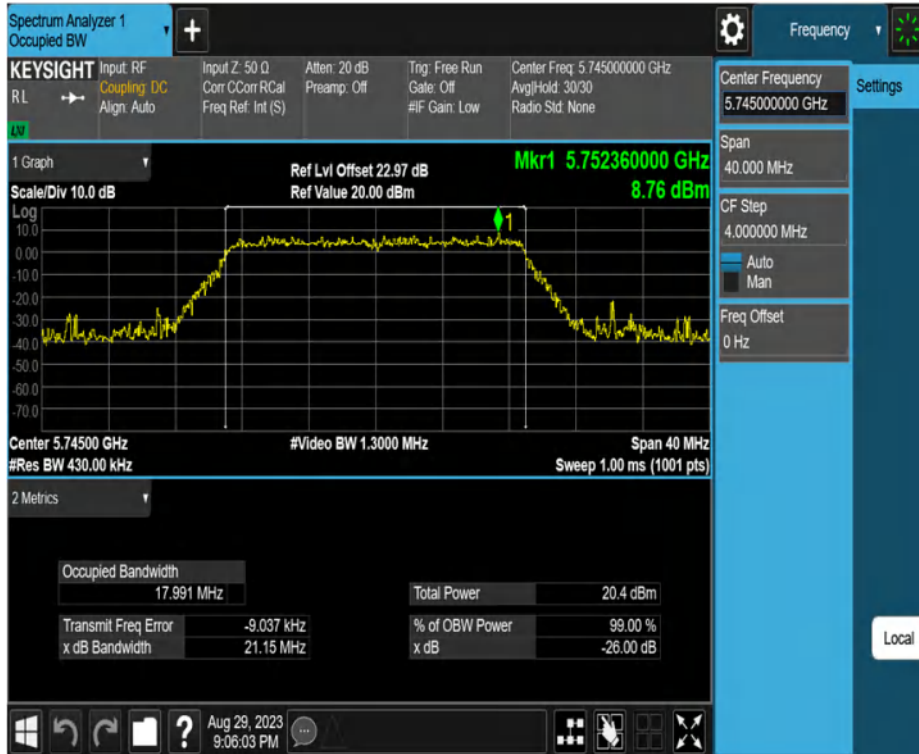 Spectrum Analyzer 1
Occupied BW
+
Frequency
KEYSIGHT
RL
LXI
Input: RF
Coupling: DC
Align: Auto
Input Z: 50 Ω
Corr CCorr RCal
Freq Ref: Int (S)
Atten: 20 dB
Preamp: Off
Trig: Free Run
Gate: Off
#IF Gain: Low
Center Freq: 5.745000000 GHz
Avg|Hold: 30/30
Radio Std: None
Center Frequency
5.745000000 GHz
Settings
Span
40.000 MHz
CF Step
4.000000 MHz
Auto
Man
Freq Offset
0 Hz
1 Graph
Scale/Div 10.0 dB
Ref Lvl Offset 22.97 dB
Ref Value 20.00 dBm
Mkr1 5.752360000 GHz
8.76 dBm
Log
10.0
0.00
-10.0
-20.0
-30.0
-40.0
-50.0
-60.0
-70.0
1
Center 5.74500 GHz
#Video BW 1.3000 MHz
Span 40 MHz
#Res BW 430.00 kHz
Sweep 1.00 ms (1001 pts)
2 Metrics
Occupied Bandwidth
17.991 MHz
Total Power 20.4 dBm
Transmit Freq Error -9.037 kHz
% of OBW Power 99.00 %
x dB Bandwidth 21.15 MHz
x dB -26.00 dB
Local
?
Aug 29, 2023
9:06:03 PM